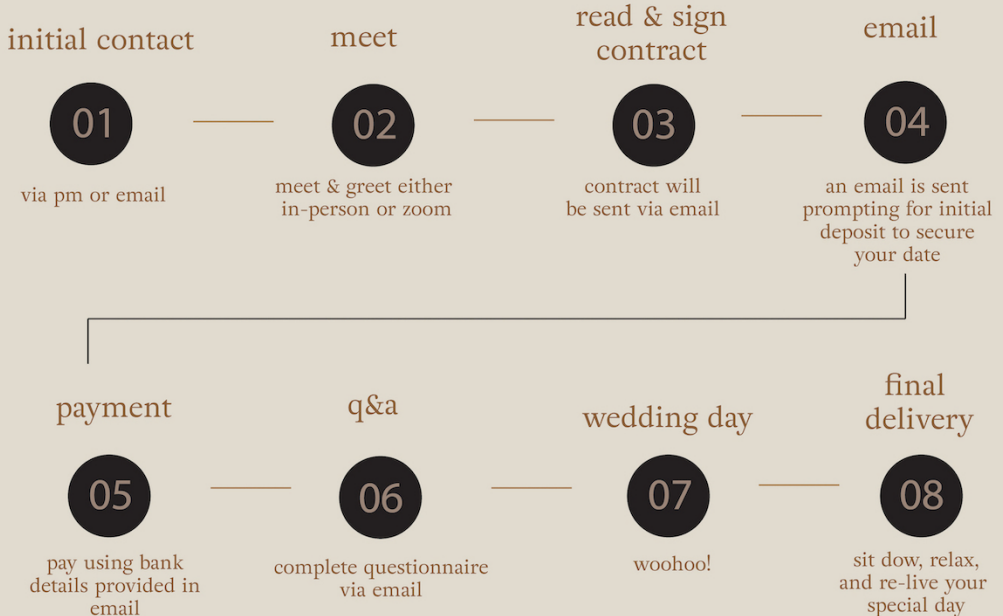 initial contact
01
via pm or email
meet
02
meet & greet either
in-person or zoom
read & sign
contract
03
contract will
be sent via email
email
04
an email is sent
prompting for initial
deposit to secure
your date
payment
05
pay using bank
details provided in
email
q&a
06
complete questionnaire
via email
wedding day
07
woohoo!
final
delivery
08
sit dow, relax,
and re-live your
special day